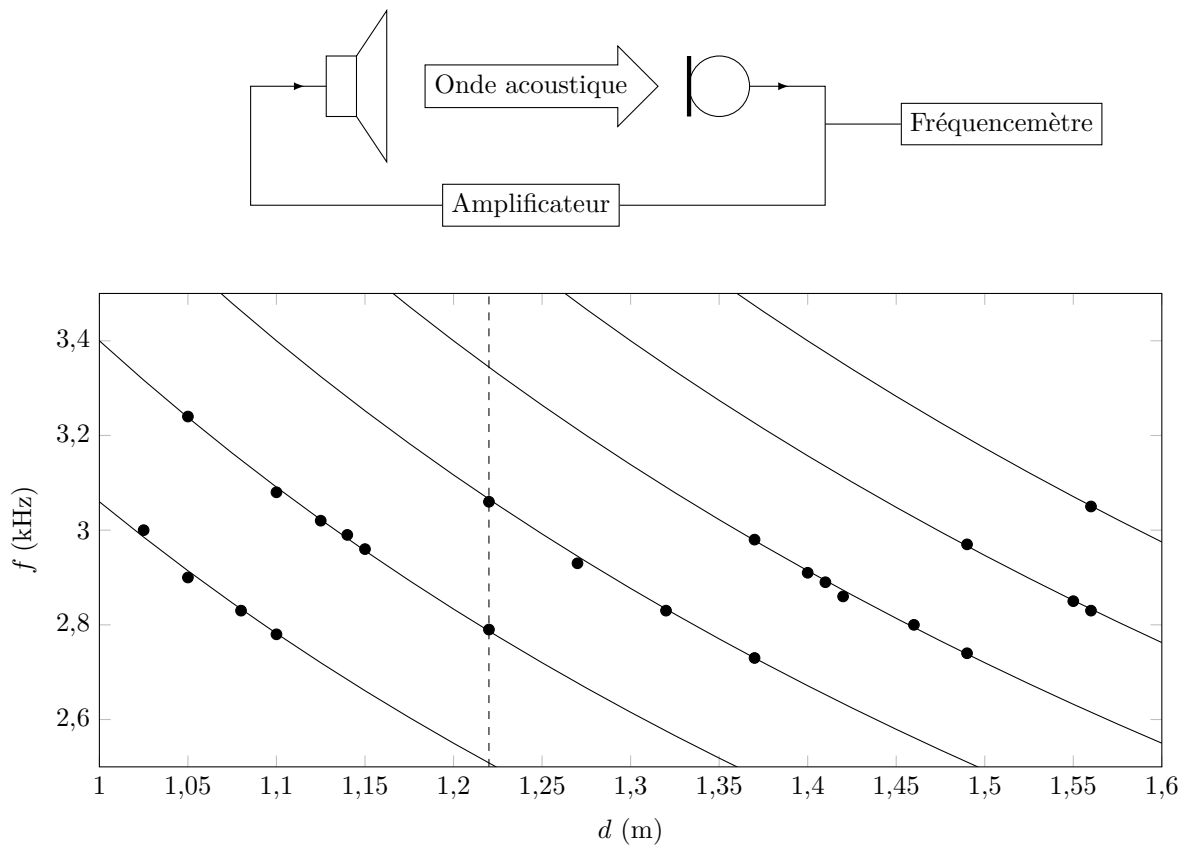 Onde acoustique
Fréquencemètre
Amplificateur
3,4
3,2
3
2,8
2,6
f (kHz)
1 1,05 1,1 1,15 1,2 1,25 1,3 1,35 1,4 1,45 1,5 1,55 1,6
d (m)